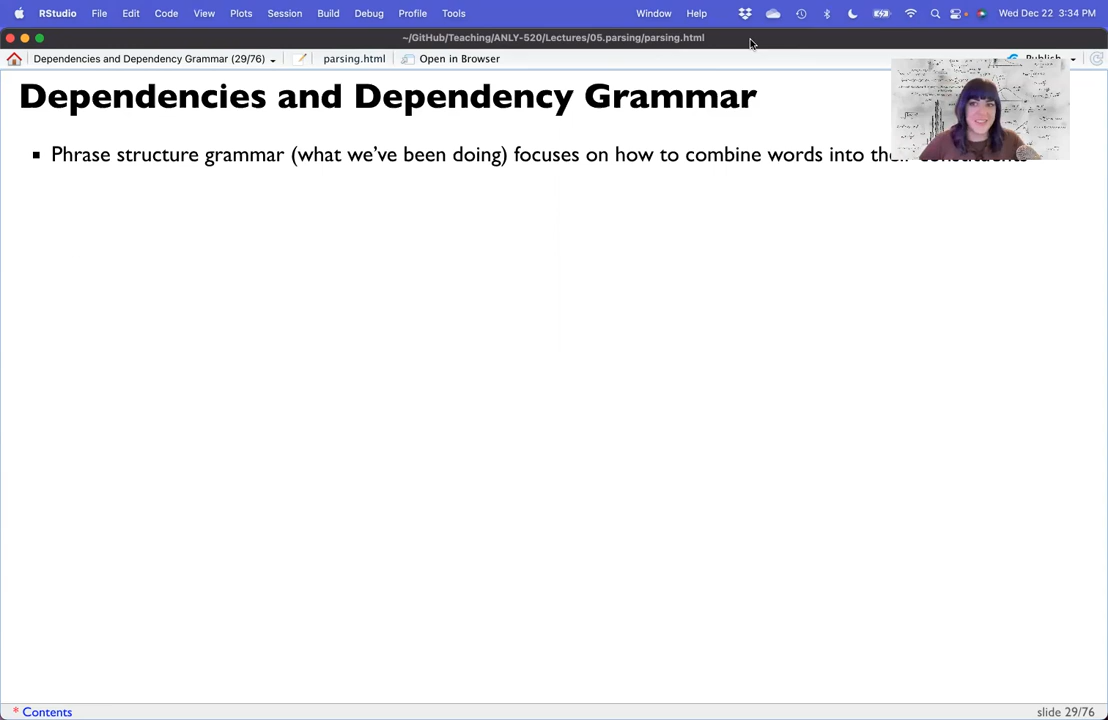 RStudio File Edit Code View Plots Session Build Debug Profile Tools Window Help Wed Dec 22 3:34 PM
~/GitHub/Teaching/ANLY-520/Lectures/05.parsing/parsing.html
Dependencies and Dependency Grammar (29/76) parsing.html Open in Browser Publish
Dependencies and Dependency Grammar
Phrase structure grammar (what we’ve been doing) focuses on how to combine words into their constituents
* Contents
slide 29/76